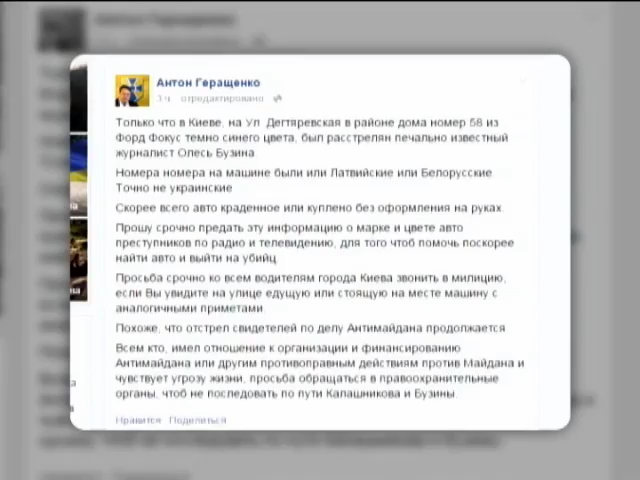 Антон Геращенко
3 ч отредактировано
Только что в Киеве, на Ул Дегтяревская в районе дома номер 58 из
Форд Фокус темно синего цвета, был расстрелян печально известный
журналист Олесь Бузина
Номера номера на машине были или Латвийские или Белорусские
Точно не украинские
Скорее всего авто краденное или куплено без оформления на руках.
Прошу срочно предать эту информацию о марке и цвете авто
преступников по радио и телевидению, для того чтоб помочь поскорее
найти авто и выйти на убийц
Просьба срочно ко всем водителям города Киева звонить в милицию,
если Вы увидите на улице едущую или стоящую на месте машину с
аналогичными приметами
Похоже, что отстрел свидетелей по делу Антимайдана продолжается
Всем кто, имел отношение к организации и финансированию
Антимайдана или другим противоправным действиям против Майдана и
чувствует угрозу жизни, просьба обращаться в правоохранительные
органы, чтоб не последовать по пути Калашникова и Бузины.
Нравится Поделиться